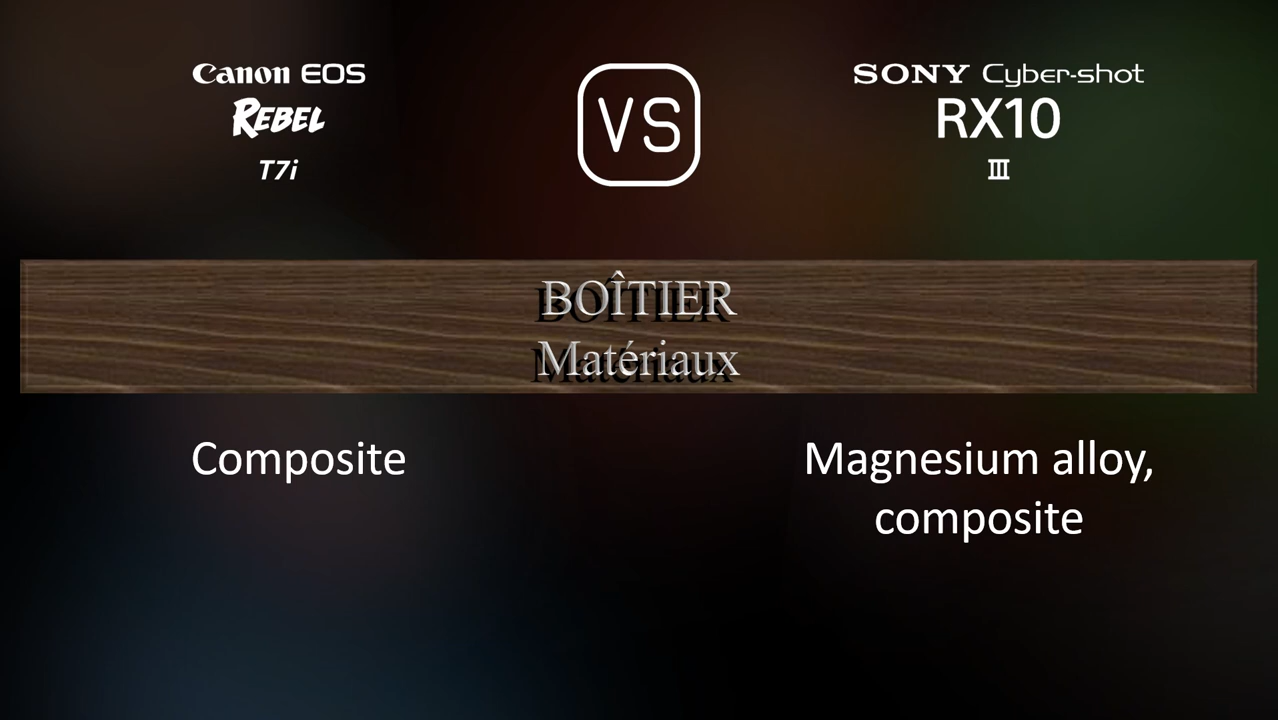 Canon EOS
REBEL
T7i
VS
SONY Cyber-shot
RX10
III
BOÎTIER
Matériaux
Composite
Magnesium alloy,
composite